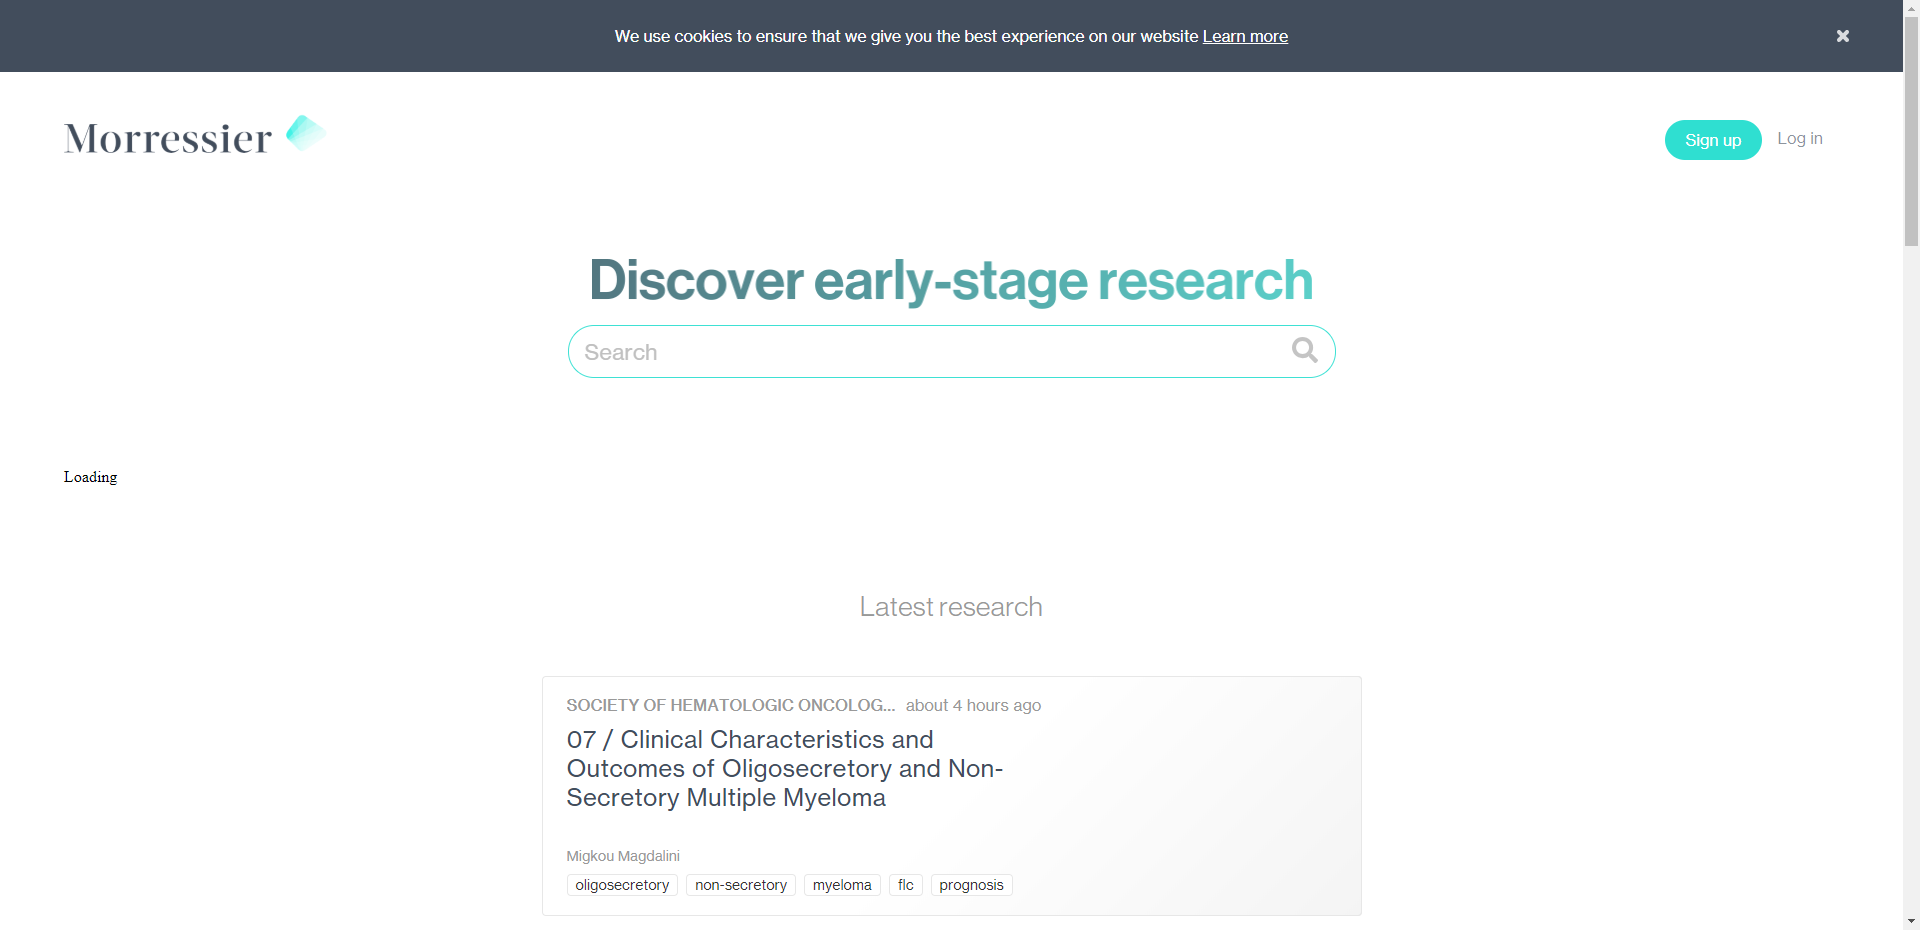 We use cookies to ensure that we give you the best experience on our website Learn more
Morressier
Sign up
Log in
Discover early-stage research
Search
Loading
Latest research
SOCIETY OF HEMATOLOGIC ONCOLOG... about 4 hours ago
07 / Clinical Characteristics and
Outcomes of Oligosecretory and Non-
Secretory Multiple Myeloma
Migkou Magdalini
oligosecretory non-secretory myeloma flc prognosis